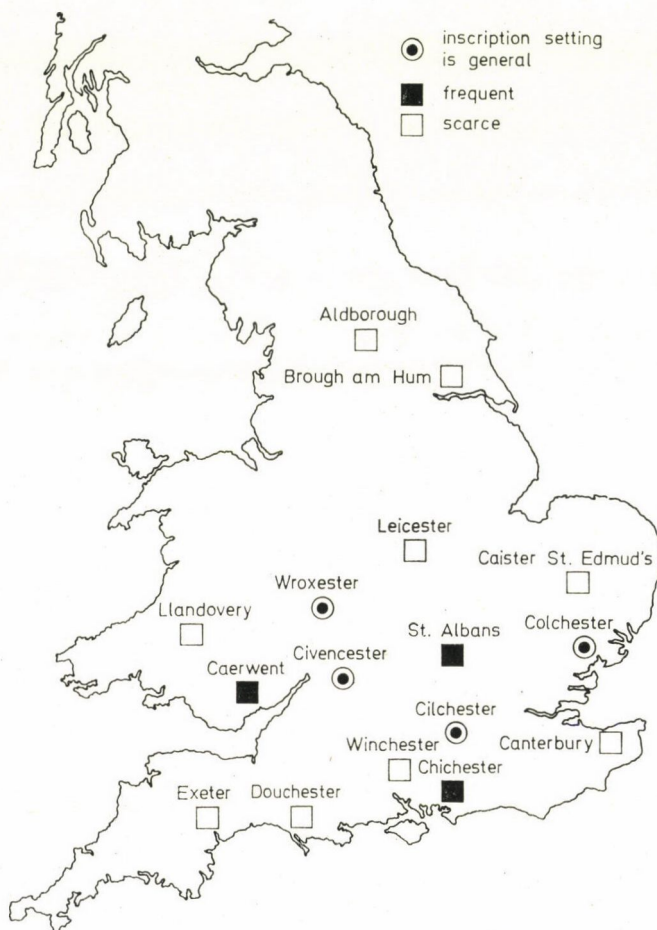 inscription setting
is general
frequent
scarce
Aldborough
Brough am Hum
Leicester
Caister St. Edmud's
Wroxester
Llandovery
St. Albans
Colchester
Caerwent
Civencester
Cilchester
Winchester
Canterbury
Chichester
Exeter
Douchester